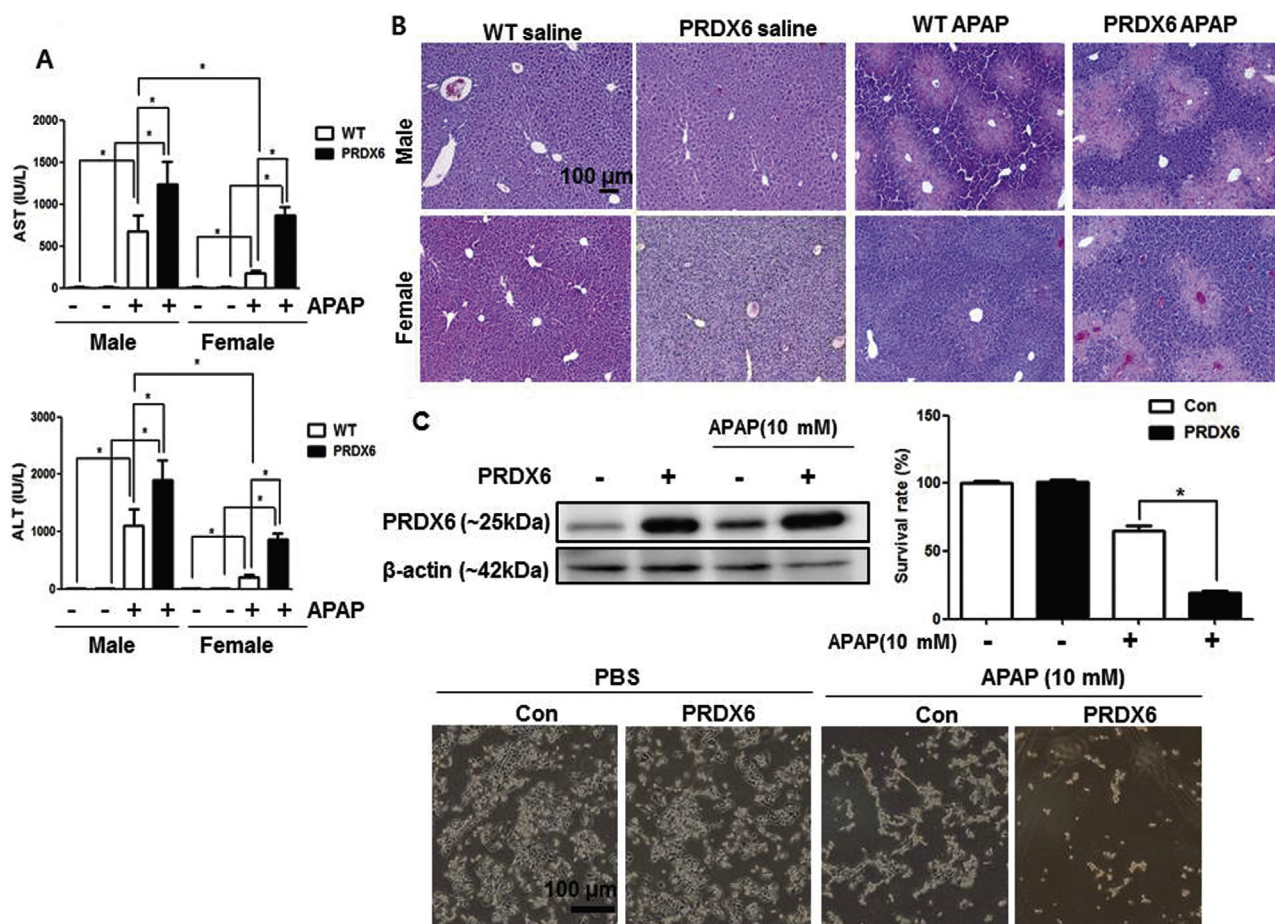 A
*
*
*
*
*
*
*
2000
1500
1000
500
0
AST (IU/L)
WT
PRDX6
- - + + - - + + APAP
Male Female
*
*
*
*
*
*
*
3000
2000
1000
0
ALT (IU/L)
WT
PRDX6
- - + + - - + + APAP
Male Female
B
WT saline PRDX6 saline WT APAP PRDX6 APAP
Male
100 μm
Female
C
APAP(10 mM)
PRDX6 - + - +
PRDX6 (~25kDa)
β-actin (~42kDa)
150
100
50
0
Survival rate (%)
Con
PRDX6
*
APAP(10 mM) - - + +
PBS APAP (10 mM)
Con PRDX6 Con PRDX6
100 μm